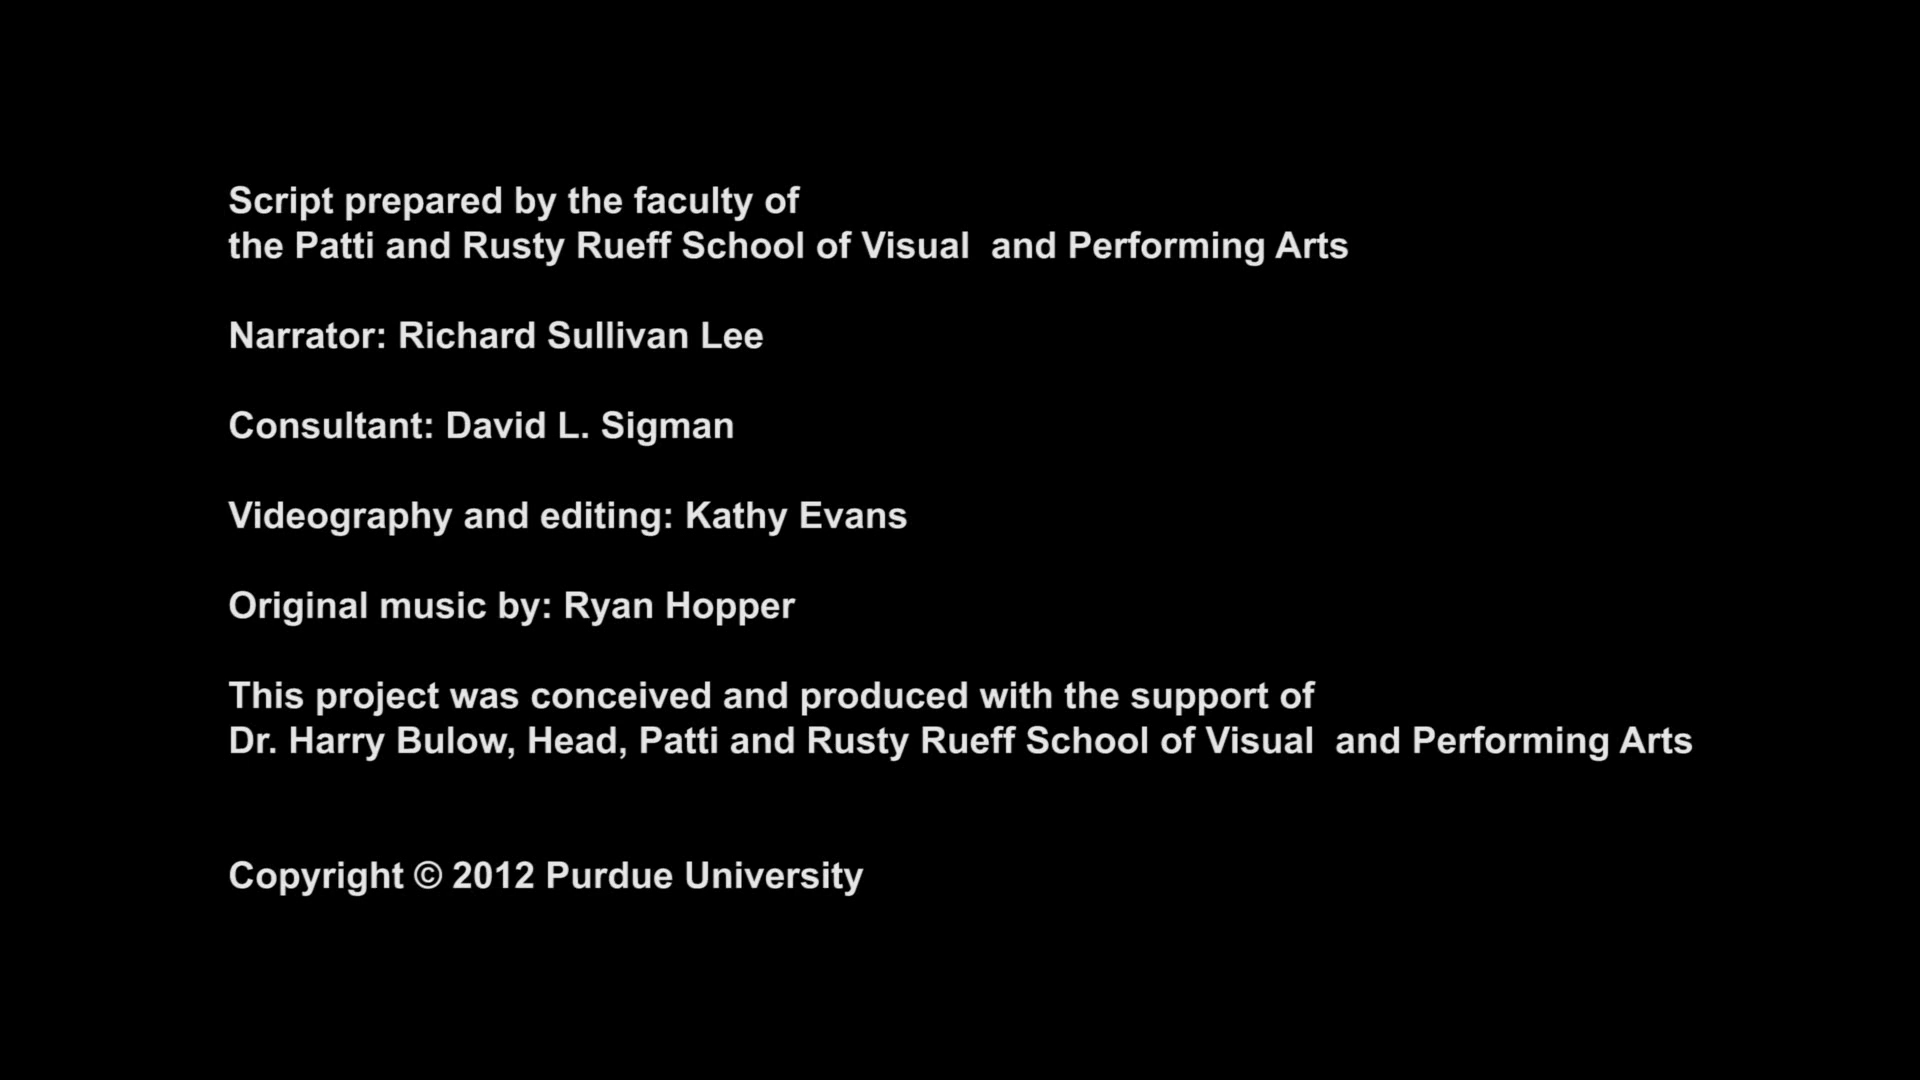 Script prepared by the faculty of
the Patti and Rusty Rueff School of Visual  and Performing Arts
Narrator: Richard Sullivan Lee
Consultant: David L. Sigman
Videography and editing: Kathy Evans
Original music by: Ryan Hopper
This project was conceived and produced with the support of
Dr. Harry Bulow, Head, Patti and Rusty Rueff School of Visual  and Performing Arts
Copyright © 2012 Purdue University